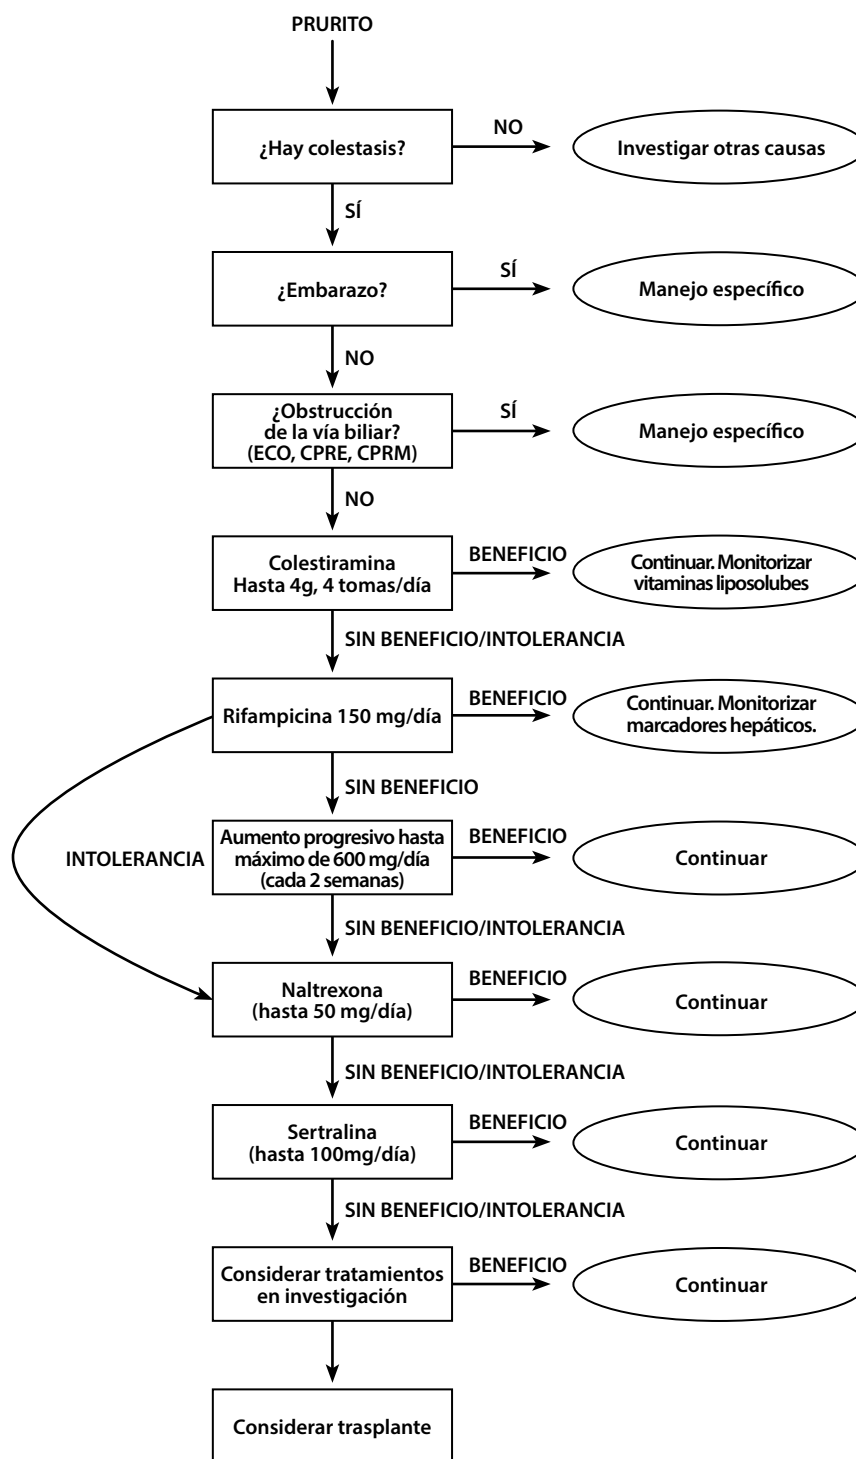 PRURITO
¿Hay colestasis?
NO
Investigar otras causas
SÍ
¿Embarazo?
SÍ
Manejo específico
NO
¿Obstrucción
de la vía biliar?
(ECO, CPRE, CPRM)
SÍ
Manejo específico
NO
Colestiramina
Hasta 4g, 4 tomas/día
BENEFICIO
Continuar. Monitorizar
vitaminas liposolubes
SIN BENEFICIO/INTOLERANCIA
Rifampicina 150 mg/día
BENEFICIO
Continuar. Monitorizar
marcadores hepáticos.
SIN BENEFICIO
INTOLERANCIA
Aumento progresivo hasta
máximo de 600 mg/día
(cada 2 semanas)
BENEFICIO
Continuar
SIN BENEFICIO/INTOLERANCIA
Naltrexona
(hasta 50 mg/día)
BENEFICIO
Continuar
SIN BENEFICIO/INTOLERANCIA
Sertralina
(hasta 100mg/día)
BENEFICIO
Continuar
SIN BENEFICIO/INTOLERANCIA
Considerar tratamientos
en investigación
BENEFICIO
Continuar
Considerar trasplante